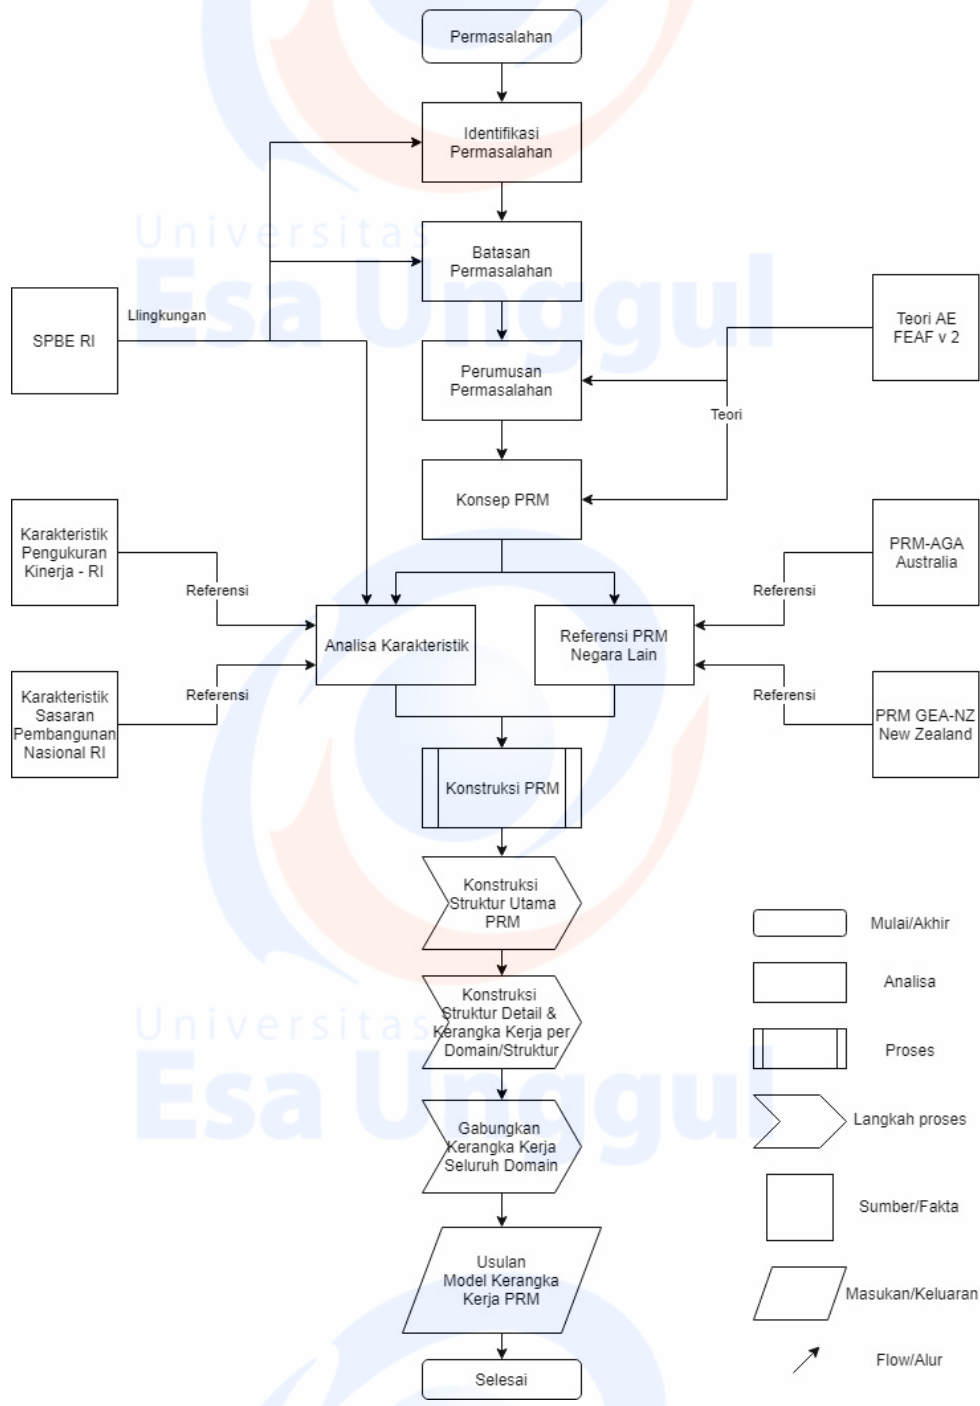 Permasalahan
Identifikasi
Permasalahan
Universitas
Esa Unggul
Batasan
Permasalahan
Llingkungan
SPBE RI
Teori AE
FEAF v 2
Perumusan
Permasalahan
Teori
Konsep PRM
Karakteristik
Pengukuran
Kinerja - RI
PRM-AGA
Australia
Referensi
Referensi
Analisa Karakteristik
Referensi PRM
Negara Lain
Referensi
Referensi
Karakteristik
Sasaran
Pembangunan
Nasional RI
PRM GEA-NZ
New Zealand
Konstruksi PRM
Konstruksi
Struktur Utama
PRM
Mulai/Akhir
Analisa
Konstruksi
Struktur Detail &
Kerangka Kerja per
Domain/Struktur
Universitas
Esa Unggul
Proses
Langkah proses
Gabungkan
Kerangka Kerja
Seluruh Domain
Sumber/Fakta
Usulan
Model Kerangka
Kerja PRM
Masukan/Keluaran
Flow/Alur
Selesai